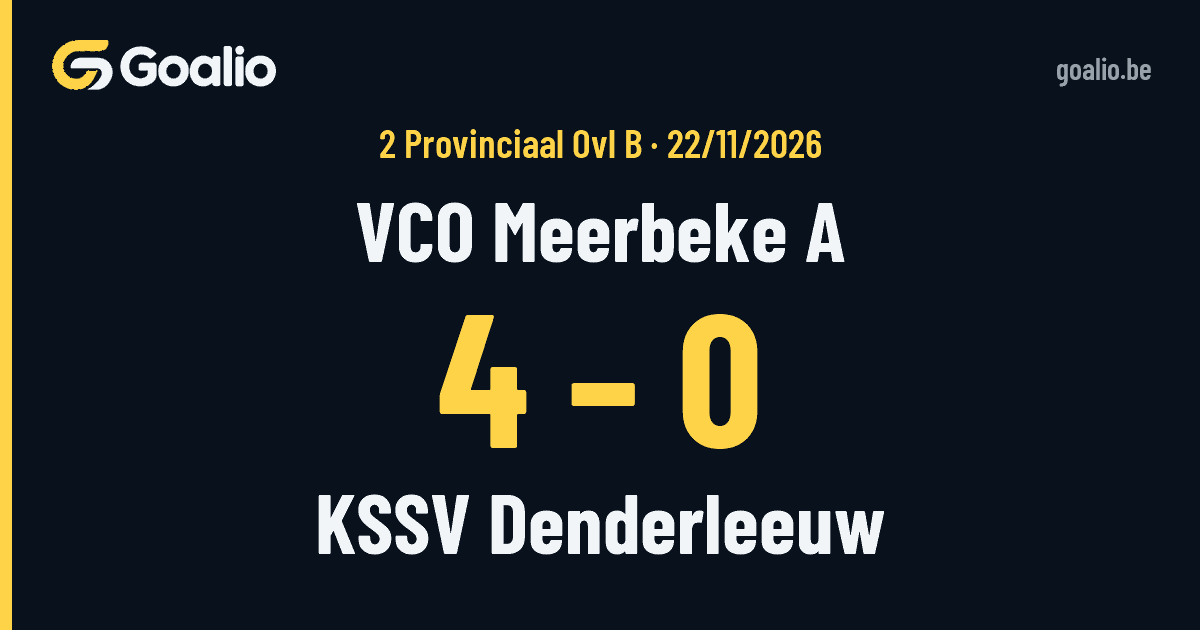 Goalio
goalio.be
2 Provinciaal Ovl B · 22/11/2026
VCO Meerbeke A
4 – 0
KSSV Denderleeuw